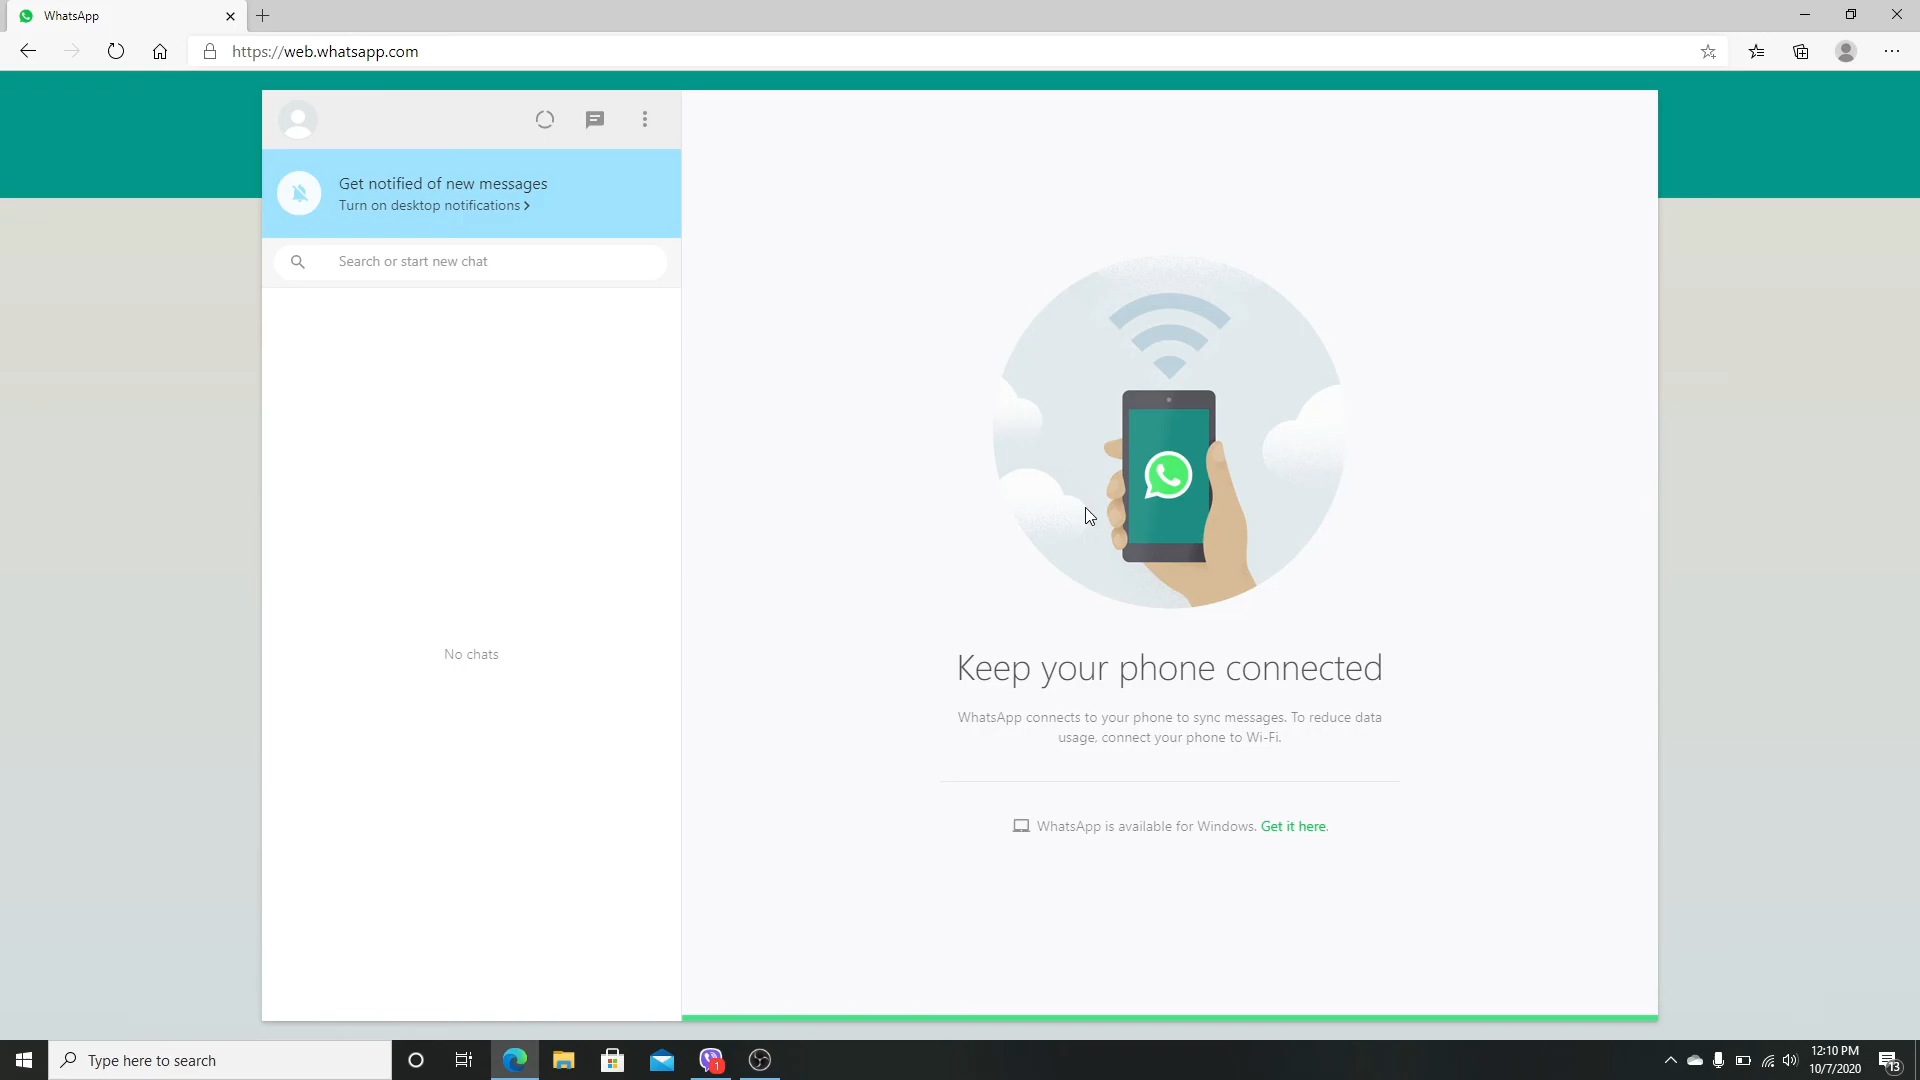 WhatsApp
https://web.whatsapp.com
Get notified of new messages
Turn on desktop notifications >
Search or start new chat
No chats
Keep your phone connected
WhatsApp connects to your phone to sync messages. To reduce data
usage, connect your phone to Wi-Fi.
WhatsApp is available for Windows. Get it here.
Type here to search
1
12:10 PM
10/7/2020
13